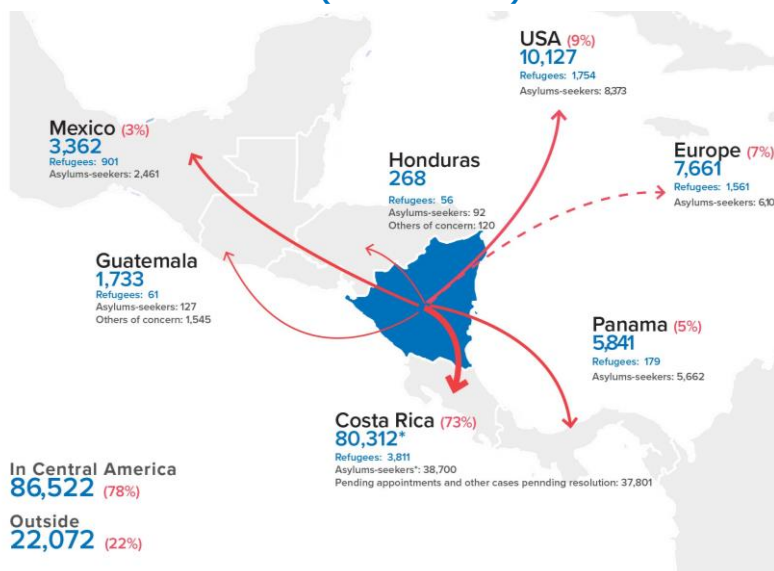 USA (9%)
10,127
Refugees: 1,754
Asylums-seekers: 8,373
Mexico (3%)
3,362
Refugees: 901
Asylums-seekers: 2,461
Honduras
268
Refugees: 56
Asylums-seekers: 92
Others of concern: 120
Europe (7%)
7,661
Refugees: 1,561
Asylums-seekers: 6,10
Guatemala
1,733
Refugees: 61
Asylums-seekers: 127
Others of concern: 1,545
Panama (5%)
5,841
Refugees: 179
Asylums-seekers: 5,662
Costa Rica (73%)
80,312*
Refugees: 3,811
Asylums-seekers*: 38,700
Pending appointments and other cases pennding resolution: 37,801
In Central America
86,522 (78%)
Outside
22,072 (22%)